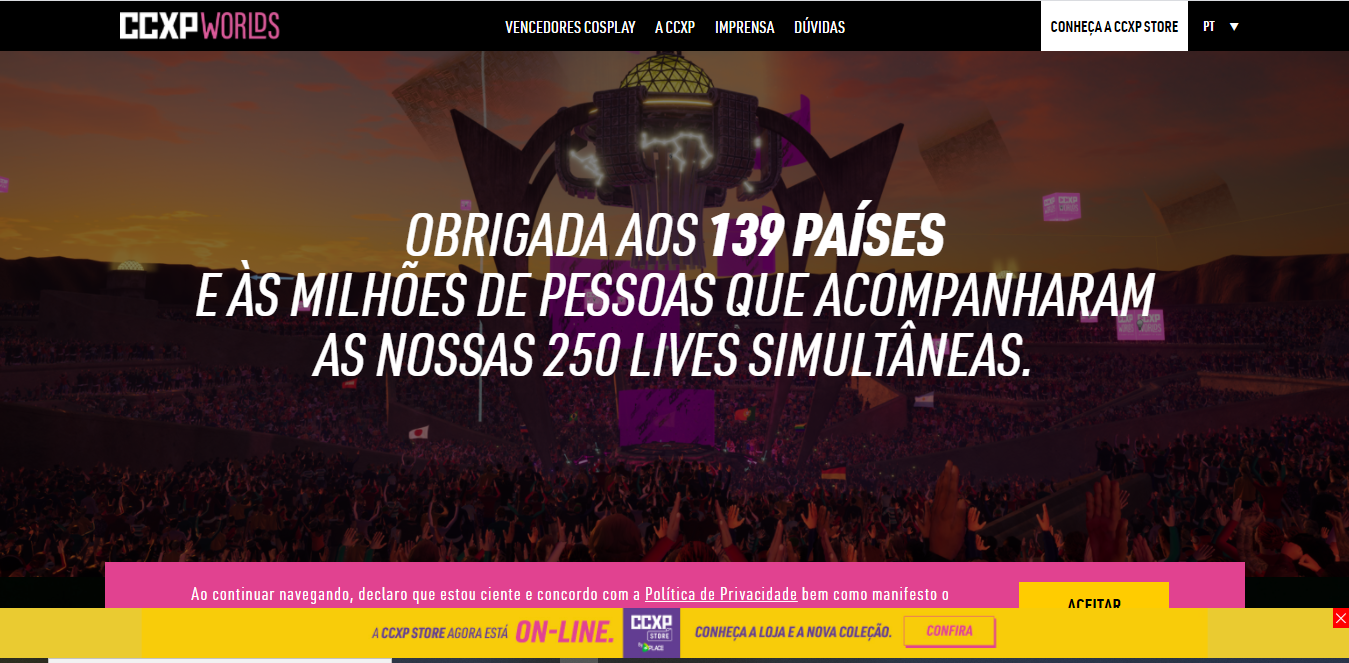 CCXP WORLDS
VENCEDORES COSPLAY A CCXP IMPRENSA DÚVIDAS
CONHEÇA A CCXP STORE
PT
OBRIGADA AOS 139 PAÍSES
E ÀS MILHÕES DE PESSOAS QUE ACOMPANHARAM
AS NOSSAS 250 LIVES SIMULTÂNEAS.
Ao continuar navegando, declaro que estou ciente e concordo com a Política de Privacidade bem como manifesto o
ACEITAR
A CCXP STORE AGORA ESTÁ ON-LINE.
CCXP
STORE
CONHEÇA A LOJA E A NOVA COLEÇÃO.
CONFIRA